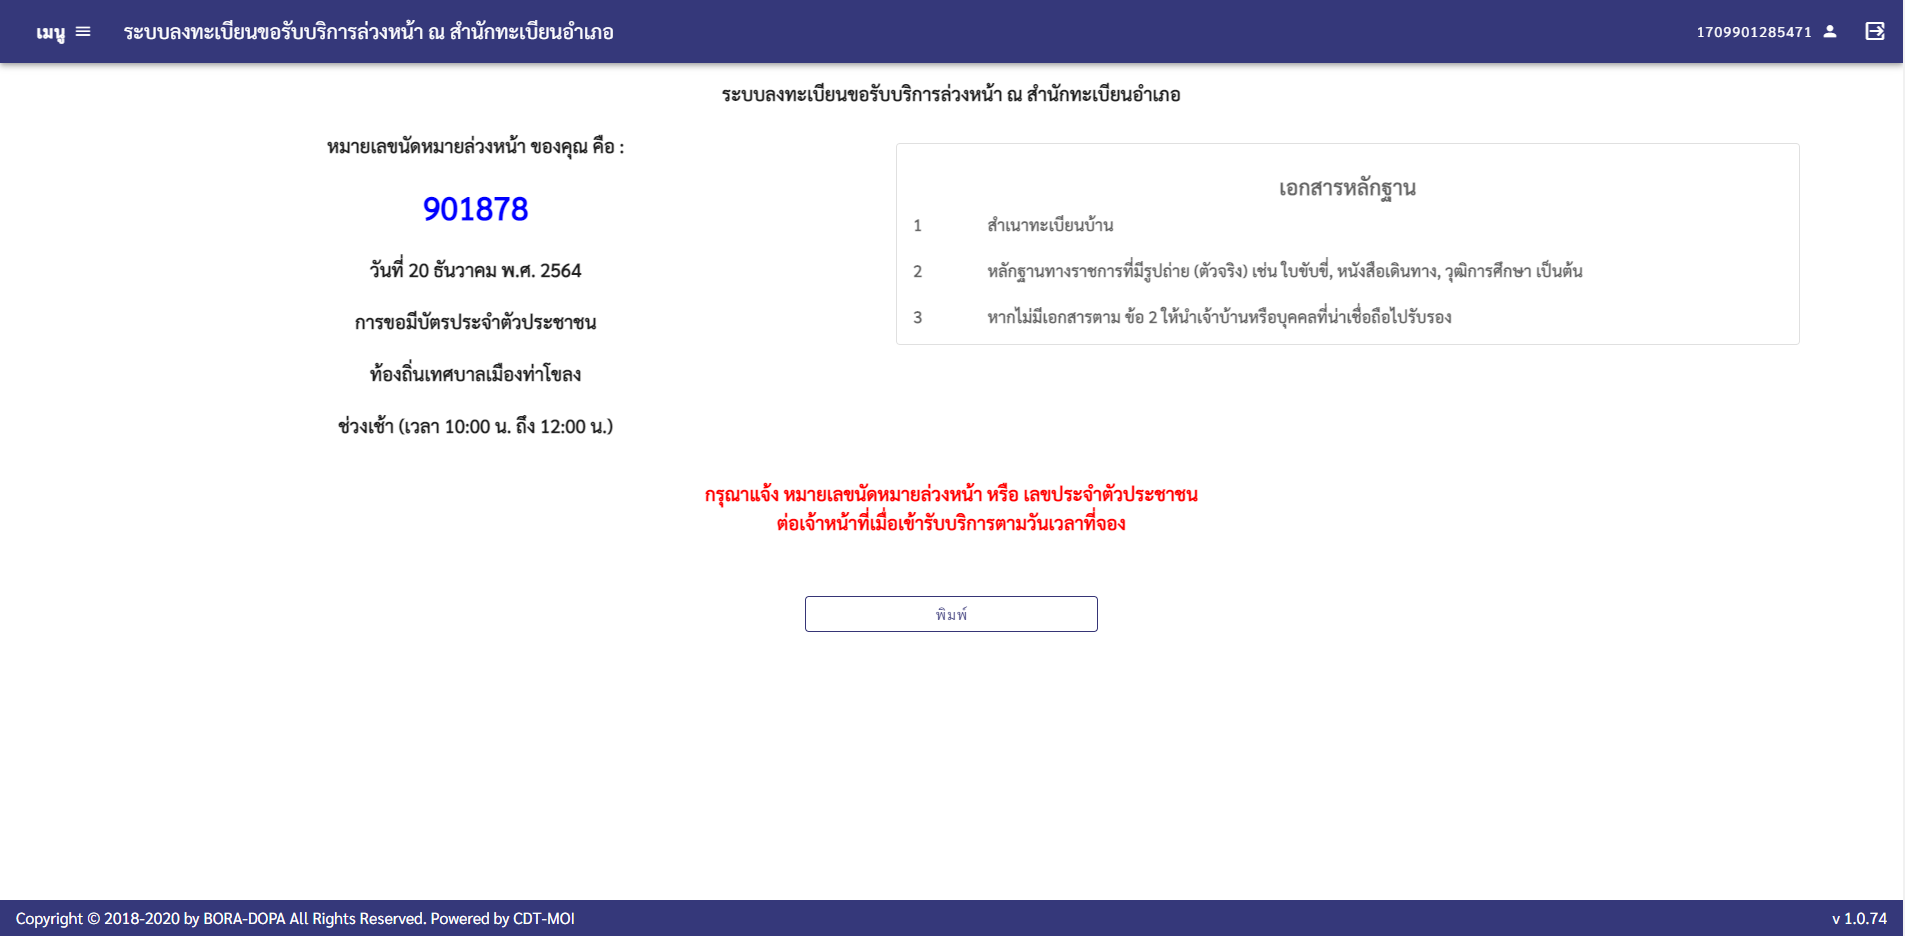 เมนู ระบบลงทะเบียนขอรับบริการล่วงหน้า ณ สำนักทะเบียนอำเภอ 1709901285471
ระบบลงทะเบียนขอรับบริการล่วงหน้า ณ สำนักทะเบียนอำเภอ
หมายเลขนัดหมายล่วงหน้า ของคุณ คือ :
901878
วันที่ 20 ธันวาคม พ.ศ. 2564
การขอมีบัตรประจำตัวประชาชน
ท้องถิ่นเทศบาลเมืองท่าโขลง
ช่วงเช้า (เวลา 10:00 น. ถึง 12:00 น.)
เอกสารหลักฐาน
1 สำเนาทะเบียนบ้าน
2 หลักฐานทางราชการที่มีรูปถ่าย (ตัวจริง) เช่น ใบขับขี่, หนังสือเดินทาง, วุฒิการศึกษา เป็นต้น
3 หากไม่มีเอกสารตาม ข้อ 2 ให้นำเจ้าบ้านหรือบุคคลที่น่าเชื่อถือไปรับรอง
กรุณาแจ้ง หมายเลขนัดหมายล่วงหน้า หรือ เลขประจำตัวประชาชน
ต่อเจ้าหน้าที่เมื่อเข้ารับบริการตามวันเวลาที่จอง
พิมพ์
Copyright © 2018-2020 by BORA-DOPA All Rights Reserved. Powered by CDT-MOI v 1.0.74